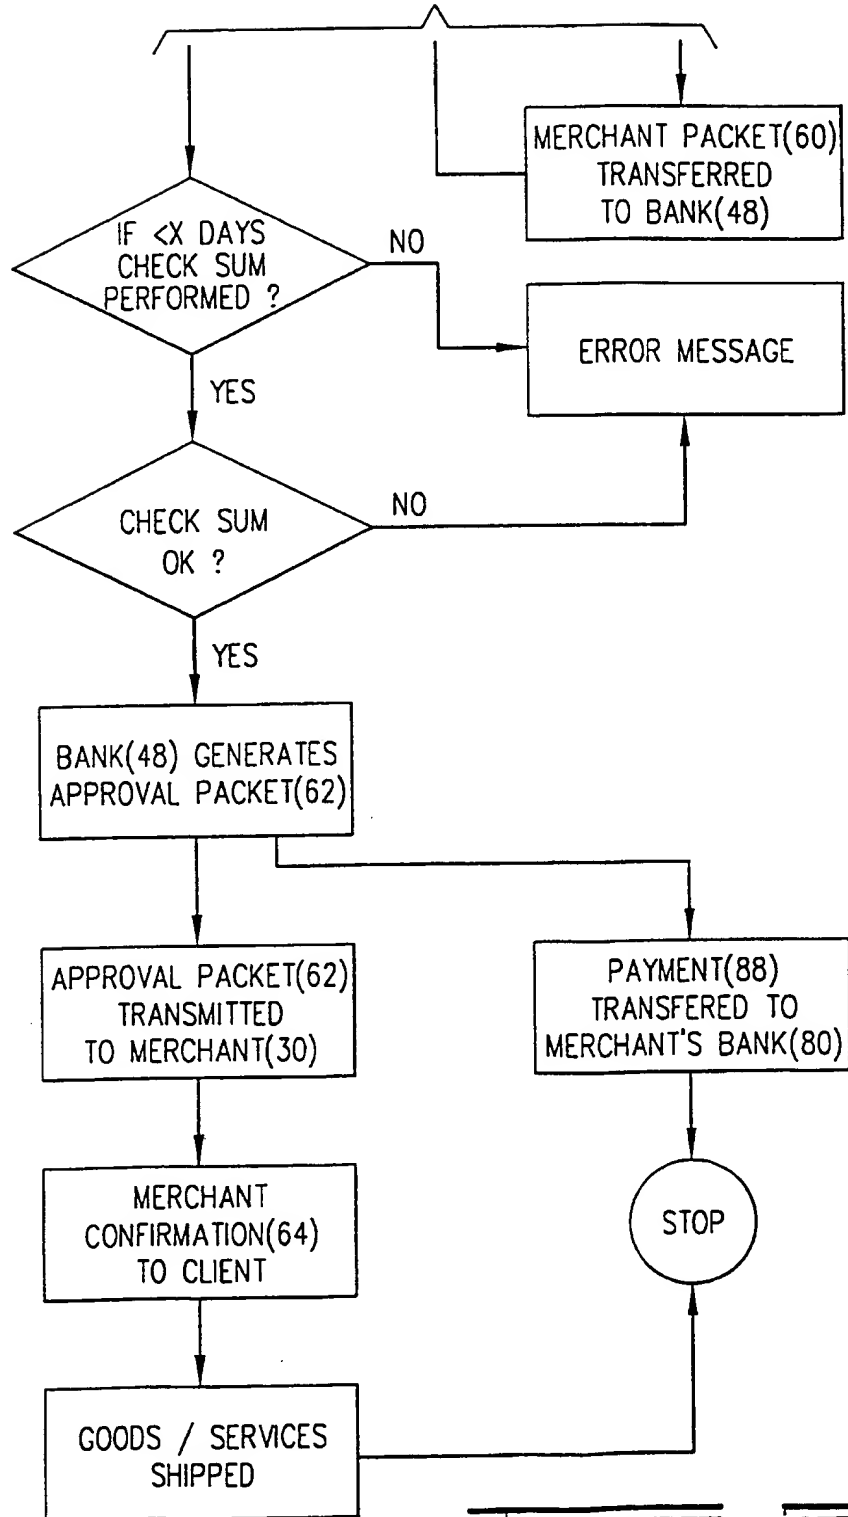 MERCHANT PACKET(60)
TRANSFERRED
TO BANK(48)
IF <X DAYS
CHECK SUM
PERFORMED ?
NO
ERROR MESSAGE
YES
CHECK SUM
OK ?
NO
YES
BANK(48) GENERATES
APPROVAL PACKET(62)
APPROVAL PACKET(62)
TRANSMITTED
TO MERCHANT(30)
PAYMENT(88)
TRANSFERED TO
MERCHANT'S BANK(80)
MERCHANT
CONFIRMATION(64)
TO CLIENT
STOP
GOODS / SERVICES
SHIPPED